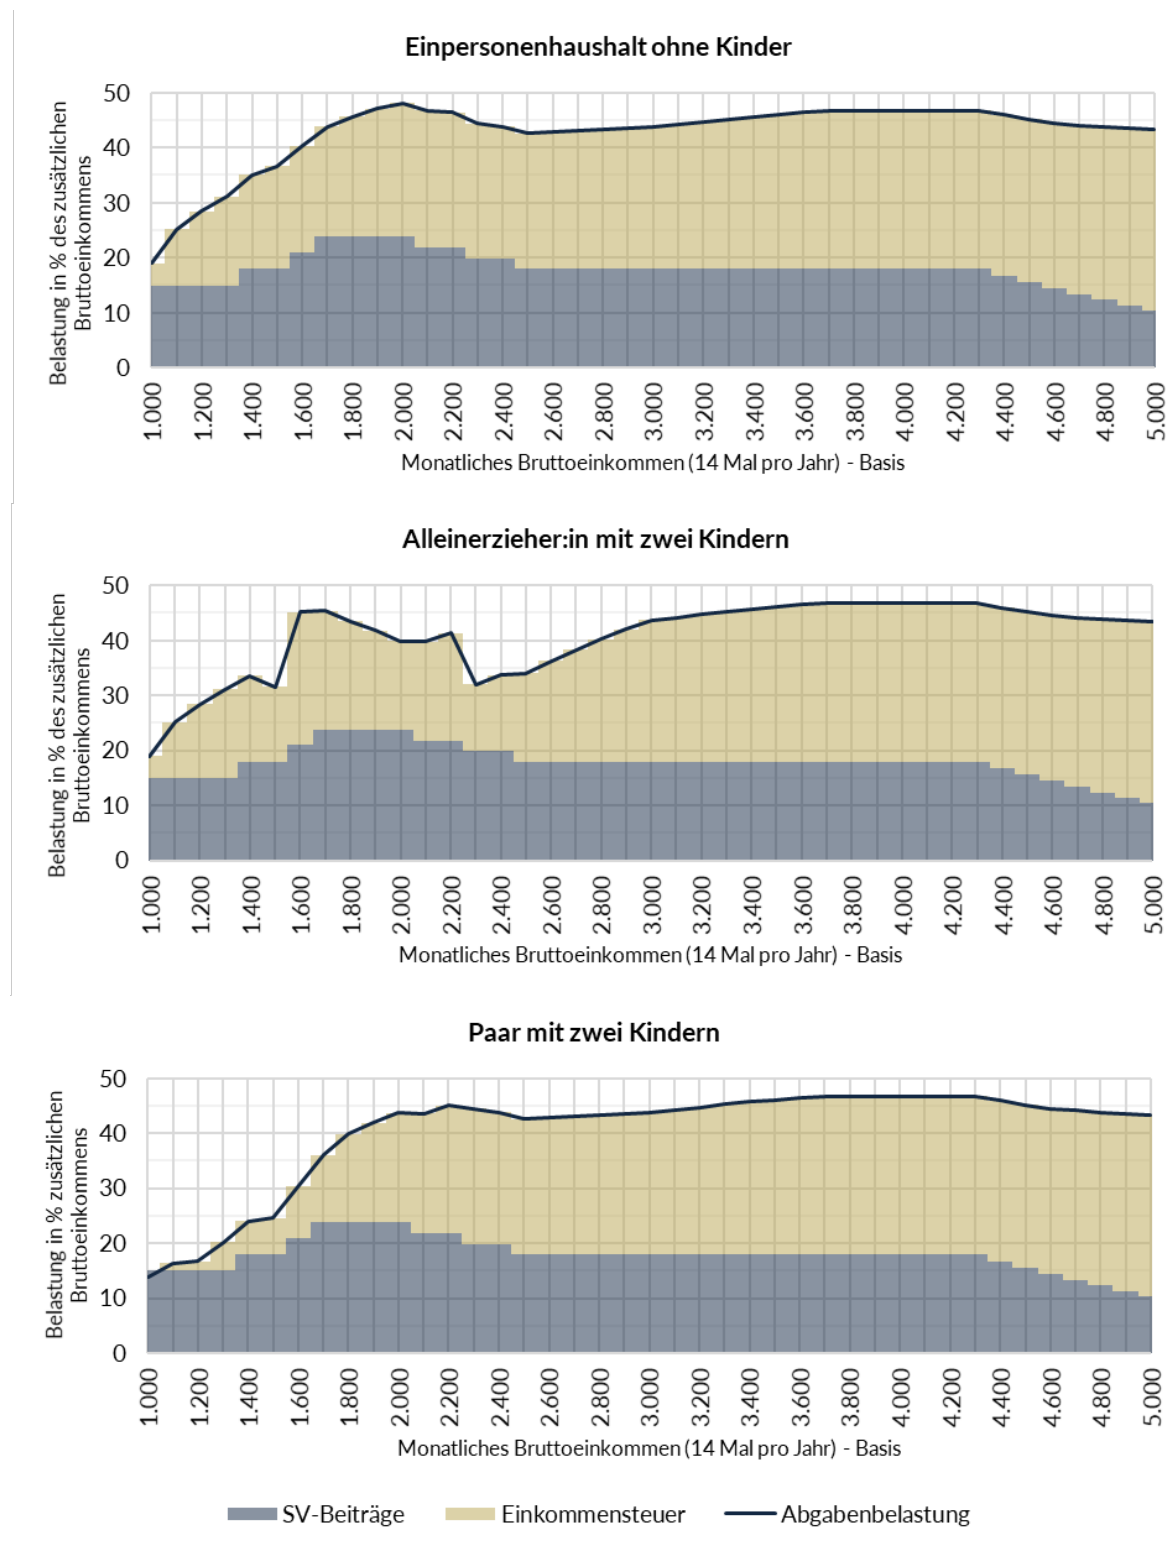 Einpersonenhaushalt ohne Kinder
Belastung in % des zusätzlichen
Bruttoeinkommens
50
40
30
20
10
0
1.000 1.200 1.400 1.600 1.800 2.000 2.200 2.400 2.600 2.800 3.000 3.200 3.400 3.600 3.800 4.000 4.200 4.400 4.600 4.800 5.000
Monatliches Bruttoeinkommen (14 Mal pro Jahr) - Basis
Alleinerzieher:in mit zwei Kindern
Belastung in % des zusätzlichen
Bruttoeinkommens
50
40
30
20
10
0
1.000 1.200 1.400 1.600 1.800 2.000 2.200 2.400 2.600 2.800 3.000 3.200 3.400 3.600 3.800 4.000 4.200 4.400 4.600 4.800 5.000
Monatliches Bruttoeinkommen (14 Mal pro Jahr) - Basis
Paar mit zwei Kindern
Belastung in % zusätzlichen
Bruttoeinkommens
50
40
30
20
10
0
1.000 1.200 1.400 1.600 1.800 2.000 2.200 2.400 2.600 2.800 3.000 3.200 3.400 3.600 3.800 4.000 4.200 4.400 4.600 4.800 5.000
Monatliches Bruttoeinkommen (14 Mal pro Jahr) - Basis
SV-Beiträge Einkommensteuer Abgabenbelastung